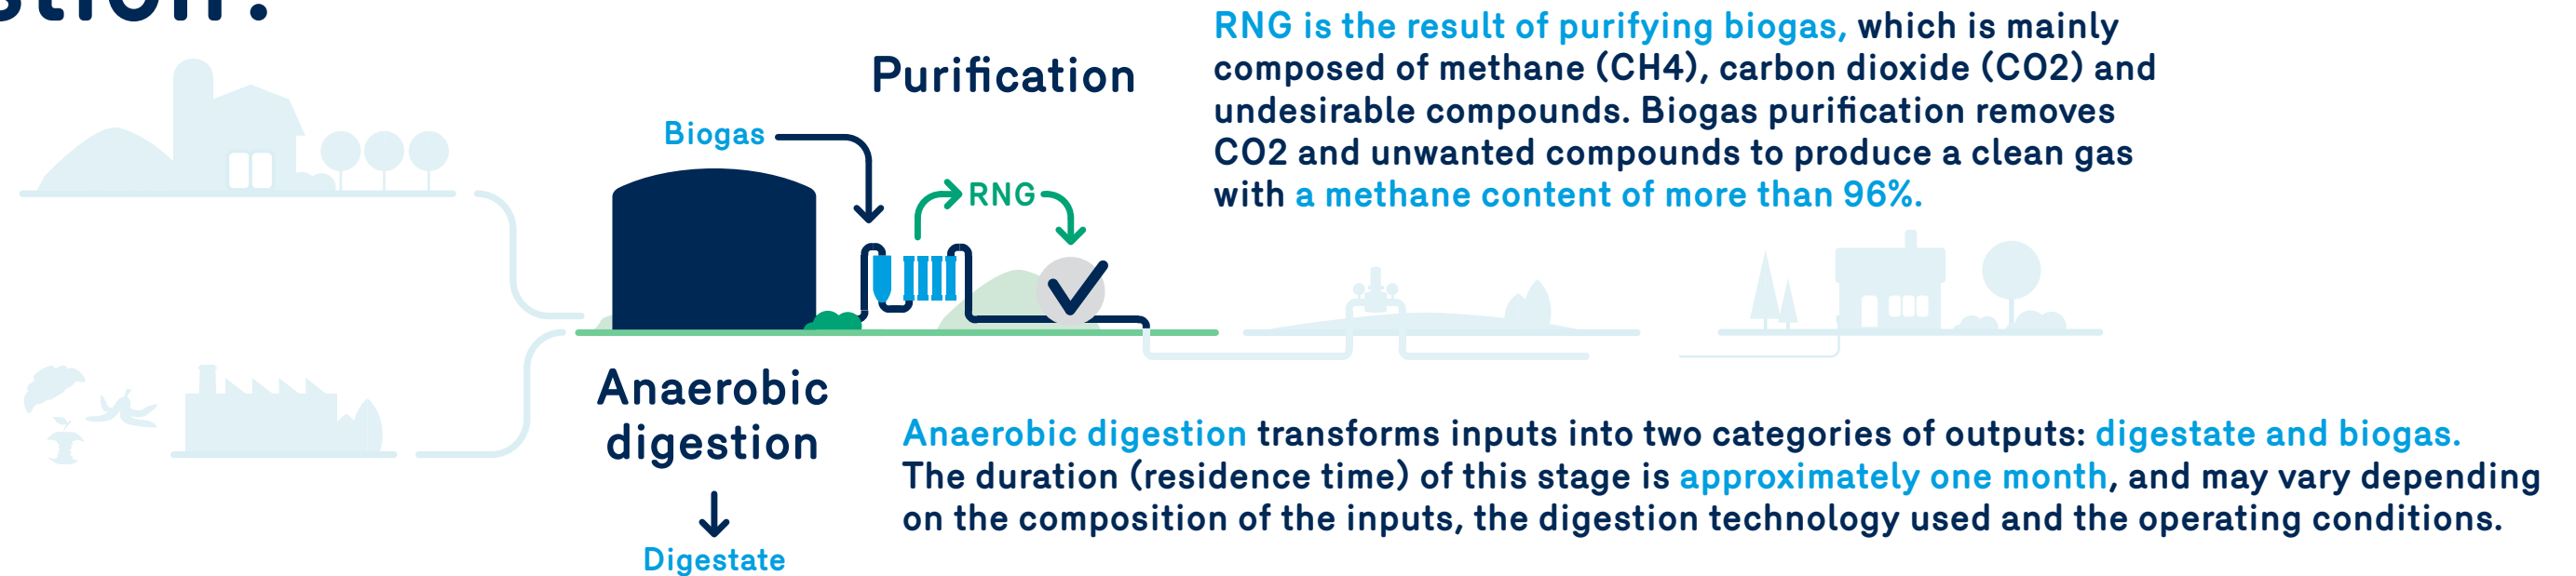 RNG is the result of purifying biogas, which is mainly
composed of methane (CH4), carbon dioxide (CO2) and
undesirable compounds. Biogas purification removes
CO2 and unwanted compounds to produce a clean gas
with a methane content of more than 96%.
Purification
Biogas
RNG
Anaerobic
digestion
Digestate
Anaerobic digestion transforms inputs into two categories of outputs: digestate and biogas.
The duration (residence time) of this stage is approximately one month, and may vary depending
on the composition of the inputs, the digestion technology used and the operating conditions.